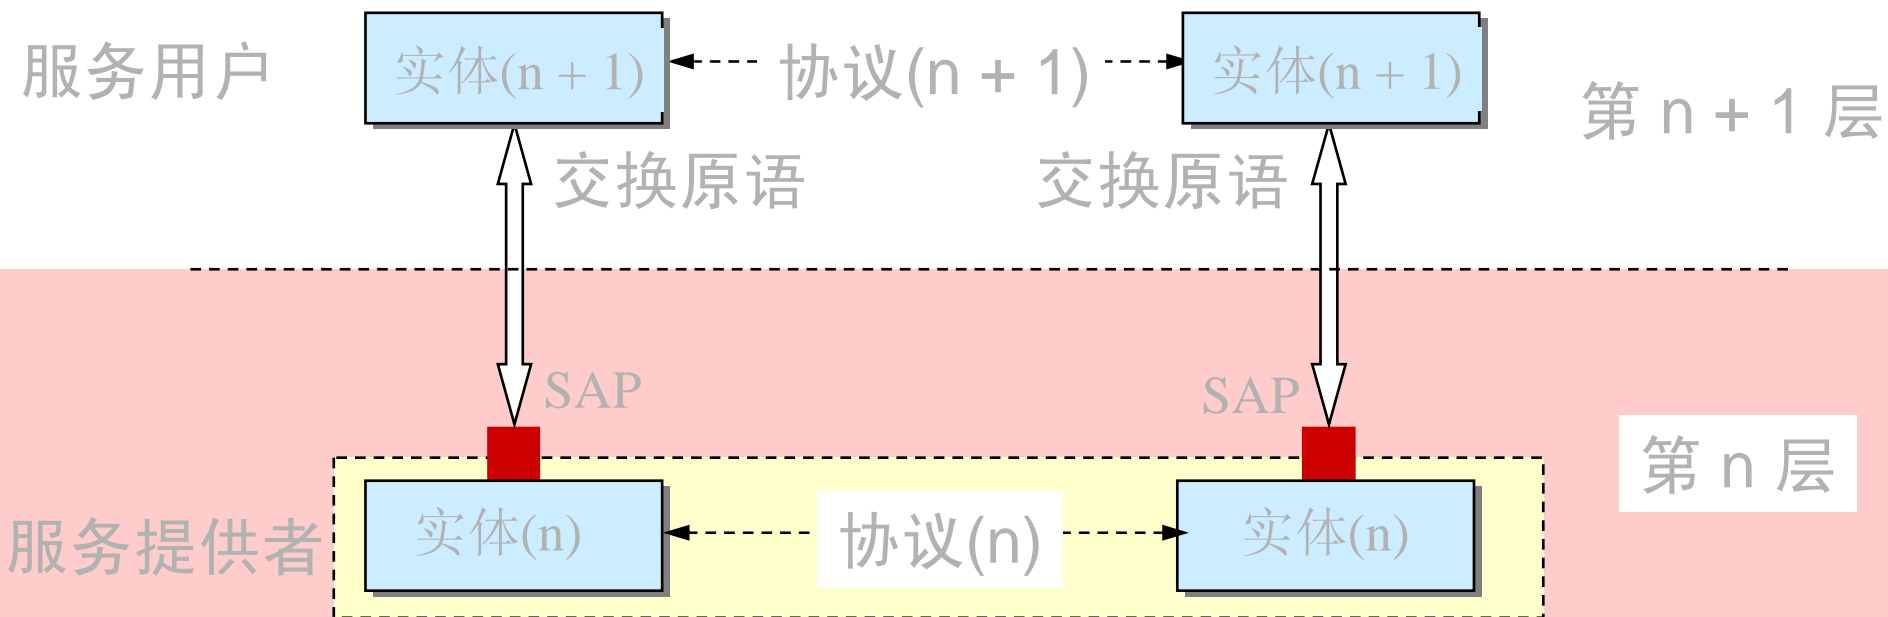 服务用户
实体(n + 1)
协议(n + 1)
实体(n + 1)
第 n + 1 层
交换原语
交换原语
SAP
SAP
第 n 层
服务提供者
实体(n)
协议(n)
实体(n)